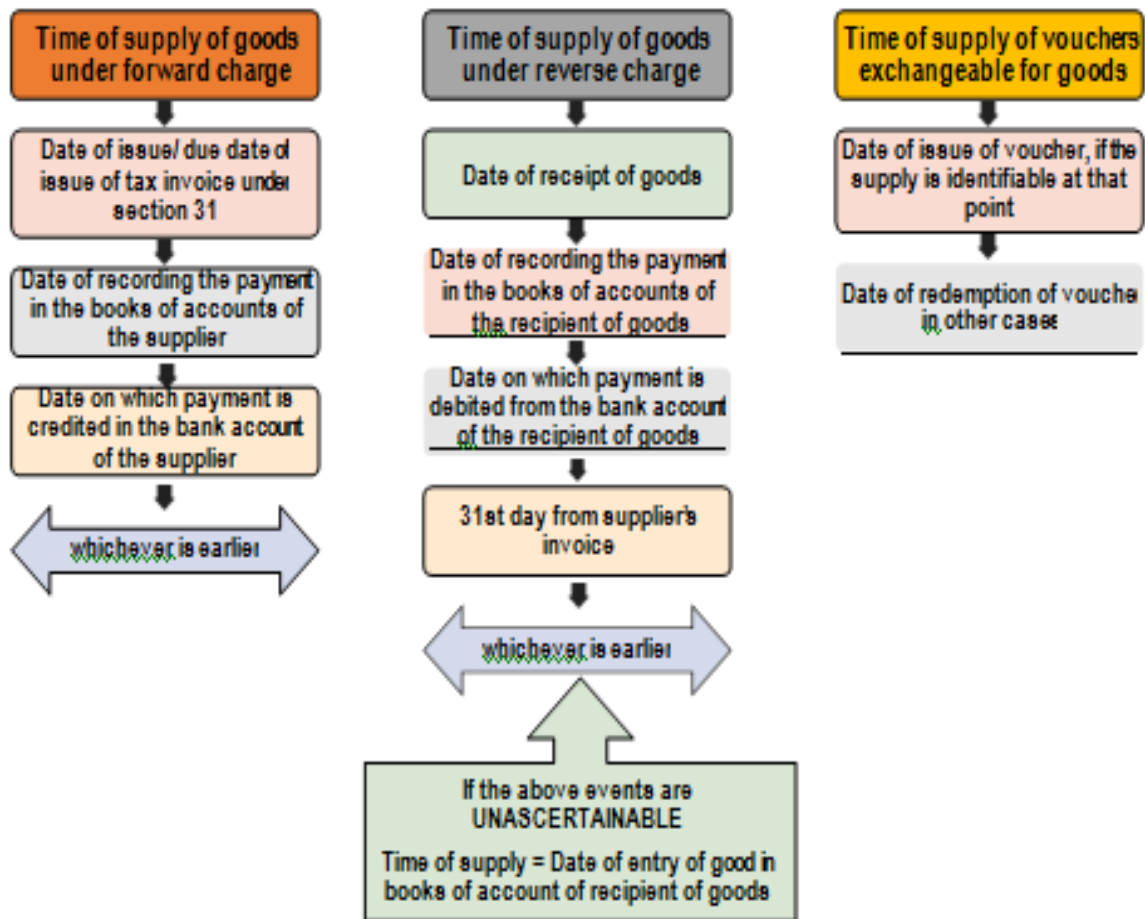 Time of supply of goods
under forward charge
Date of issue/ due date of
issue of tax invoice under
section 31
Date of recording the payment
in the books of accounts of
the supplier
Date on which payment is
credited in the bank account
of the supplier
whichever is earlier
Time of supply of goods
under reverse charge
Date of receipt of goods
Date of recording the payment
in the books of accounts of
the recipient of goods
Date on which payment is
debited from the bank account
of the recipient of goods
31st day from supplier's
invoice
whichever is earlier
If the above events are
UNASCERTAINABLE
Time of supply = Date of entry of good in
books of account of recipient of goods
Time of supply of vouchers
exchangeable for goods
Date of issue of voucher, if the
supply is identifiable at that
point
Date of redemption of vouche
in other cases